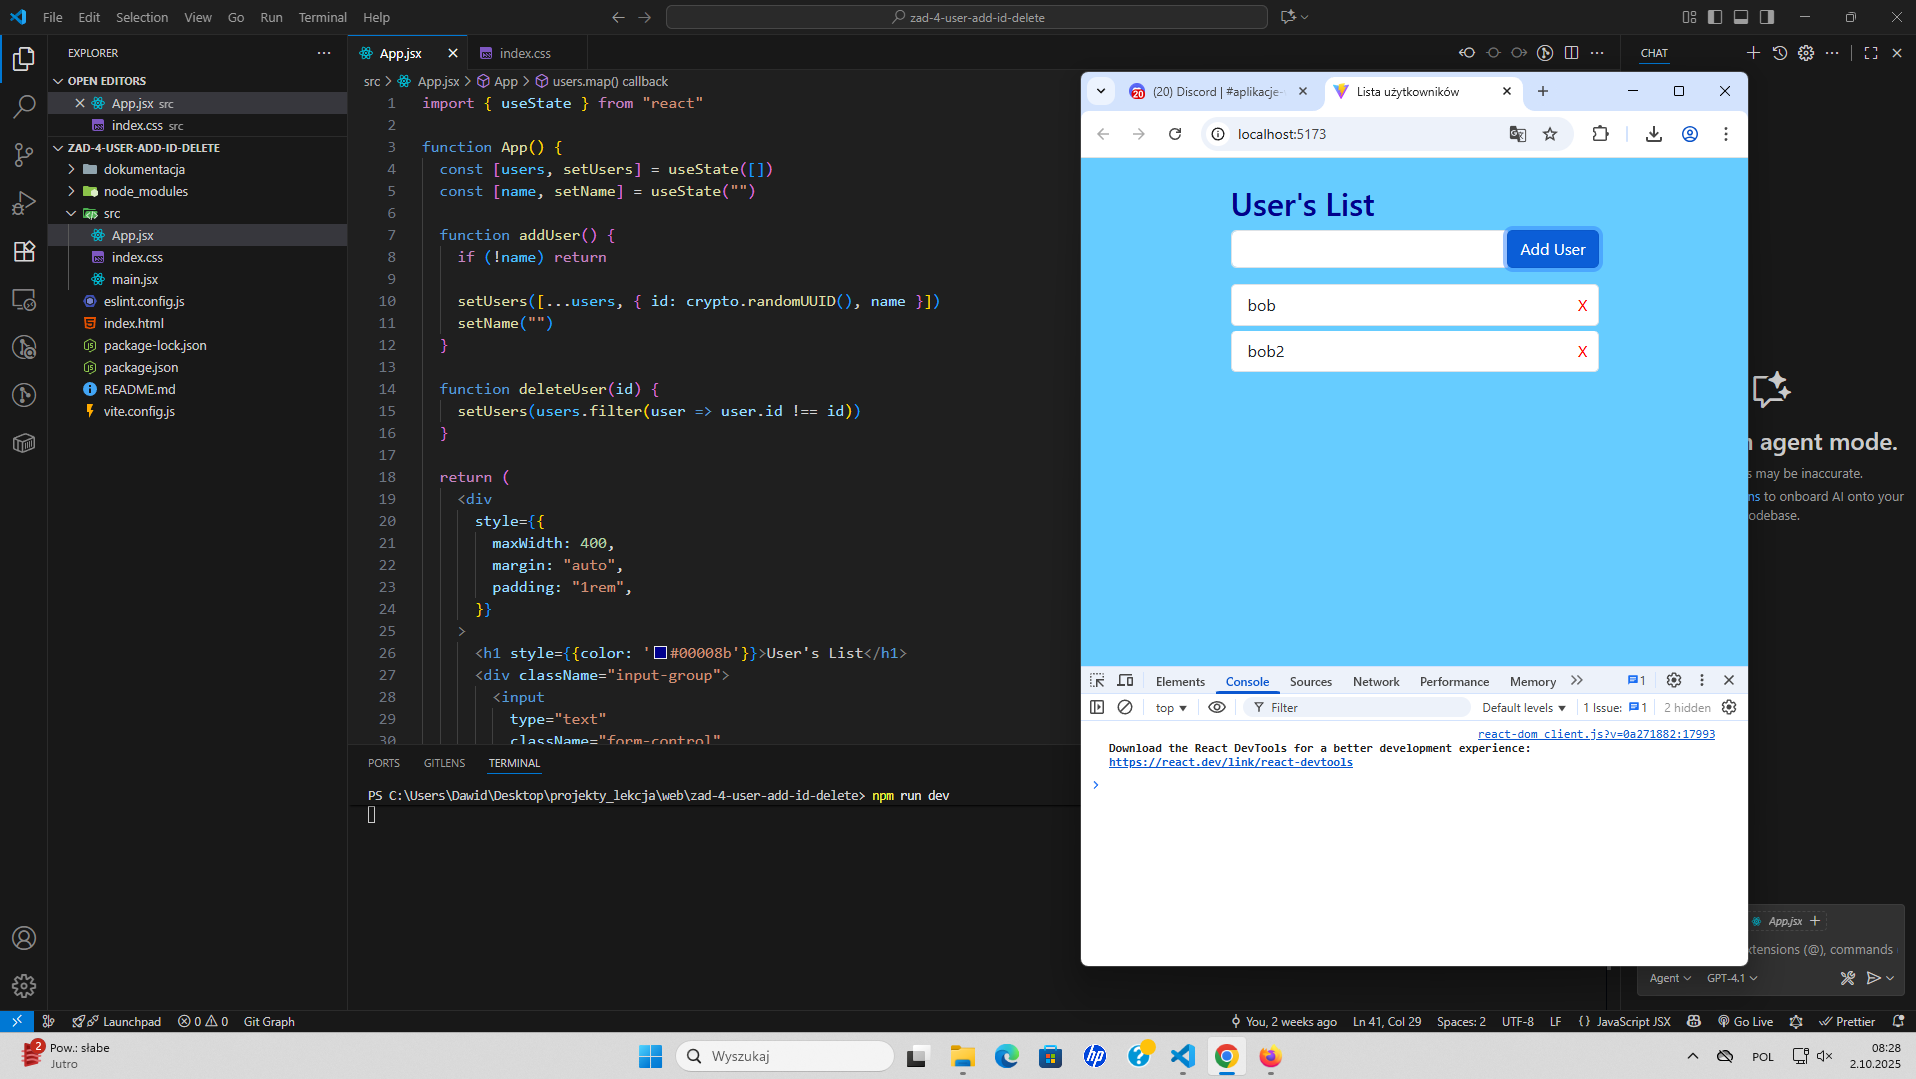 File Edit Selection View Go Run Terminal Help
zad-4-user-add-id-delete
EXPLORER
OPEN EDITORS
App.jsx src
index.css src
ZAD-4-USER-ADD-ID-DELETE
dokumentacja
node_modules
src
App.jsx
index.css
main.jsx
eslint.config.js
index.html
package-lock.json
package.json
README.md
vite.config.js
App.jsx
index.css
src > App.jsx > App > users.map() callback
1 import { useState } from "react"
2
3 function App() {
4 const [users, setUsers] = useState([])
5 const [name, setName] = useState("")
6
7 function addUser() {
8 if (!name) return
9
10 setUsers([...users, { id: crypto.randomUUID(), name }])
11 setName("")
12 }
13
14 function deleteUser(id) {
15 setUsers(users.filter(user => user.id !== id))
16 }
17
18 return (
19 <div
20 style={{
21 maxWidth: 400,
22 margin: "auto",
23 padding: "1rem",
24 }}
25 >
26 <h1 style={{color: '#00008b'}}>User's List</h1>
27 <div className="input-group">
28 <input
29 type="text"
30 className="form-control"
PORTS GITLENS TERMINAL
PS C:\Users\Dawid\Desktop\projekty_lekcja\web\zad-4-user-add-id-delete> npm run dev
CHAT
(20) Discord | #aplikacje-
Lista użytkowników
localhost:5173
User's List
Add User
bob X
bob2 X
Elements Console Sources Network Performance Memory 1
top Filter Default levels 1 Issue: 1 2 hidden
react-dom_client.js?v=0a271882:17993
Download the React DevTools for a better development experience:
https://react.dev/link/react-devtools
agent mode.
s may be inaccurate.
ns to onboard AI onto your
odebase.
App.jsx
xtensions (@), commands
Agent GPT-4.1
Launchpad 0 0 Git Graph
You, 2 weeks ago Ln 41, Col 29 Spaces: 2 UTF-8 LF {} JavaScript JSX Go Live Prettier
2
Pow.: słabe
Jutro
Wyszukaj
POL
08:28
2.10.2025